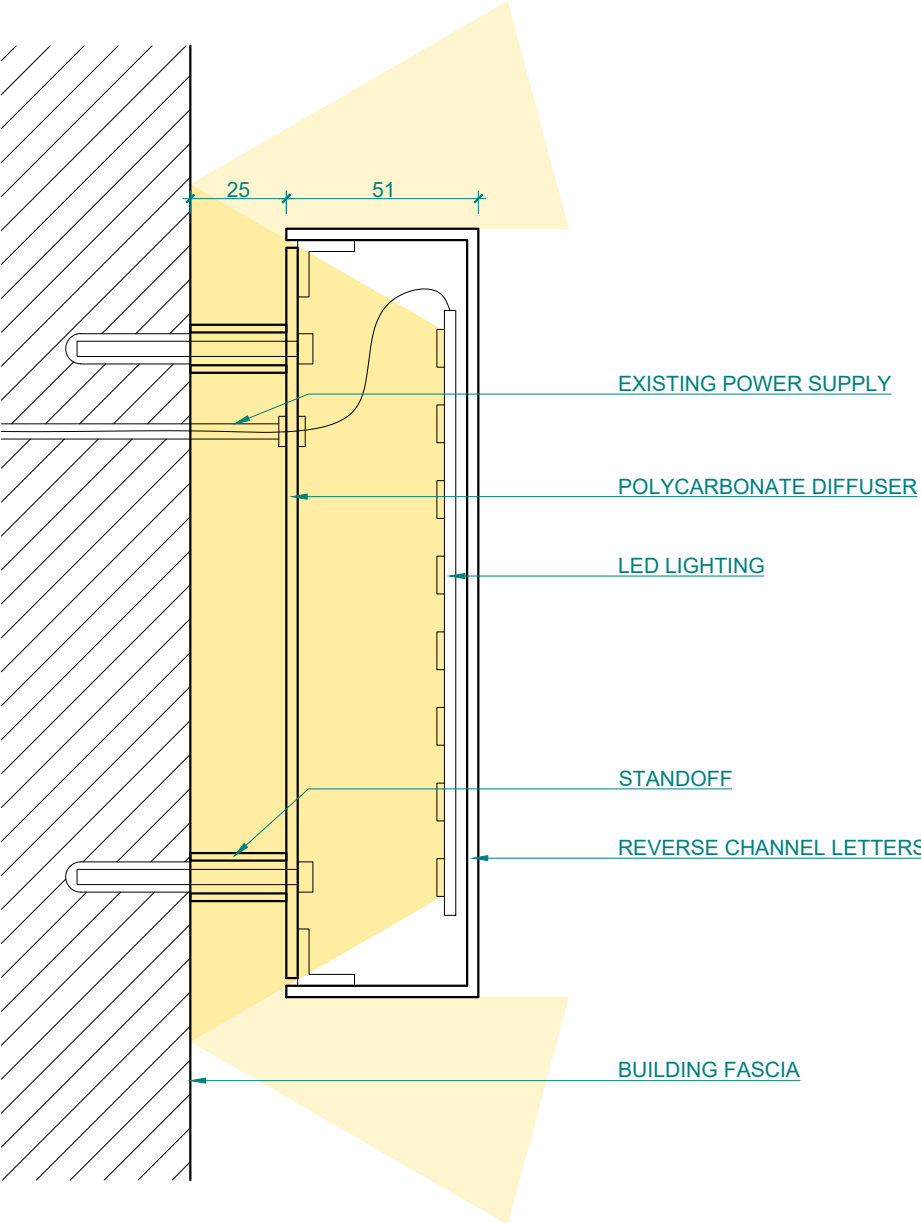 25
51
EXISTING POWER SUPPLY
POLYCARBONATE DIFFUSER
LED LIGHTING
STANDOFF
REVERSE CHANNEL LETTERS
BUILDING FASCIA